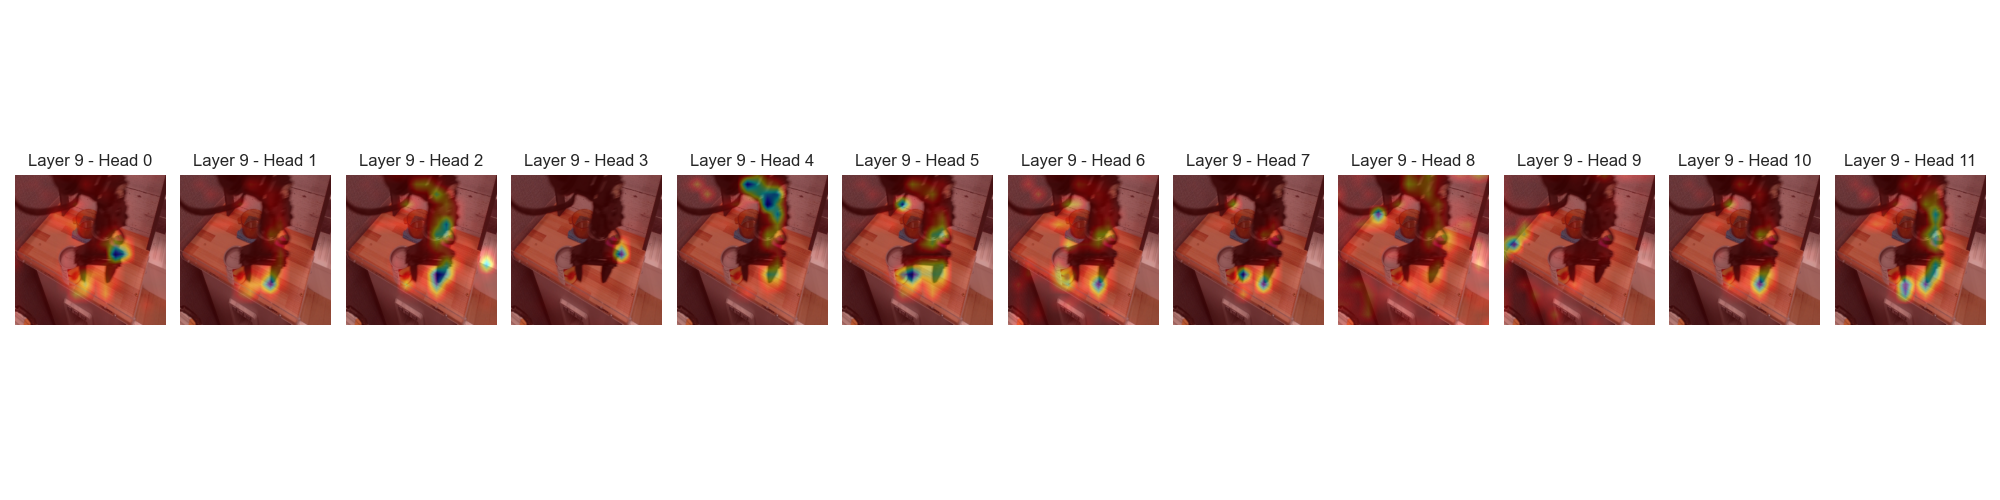 Layer 9 - Head 0
Layer 9 - Head 1
Layer 9 - Head 2
Layer 9 - Head 3
Layer 9 - Head 4
Layer 9 - Head 5
Layer 9 - Head 6
Layer 9 - Head 7
Layer 9 - Head 8
Layer 9 - Head 9
Layer 9 - Head 10
Layer 9 - Head 11